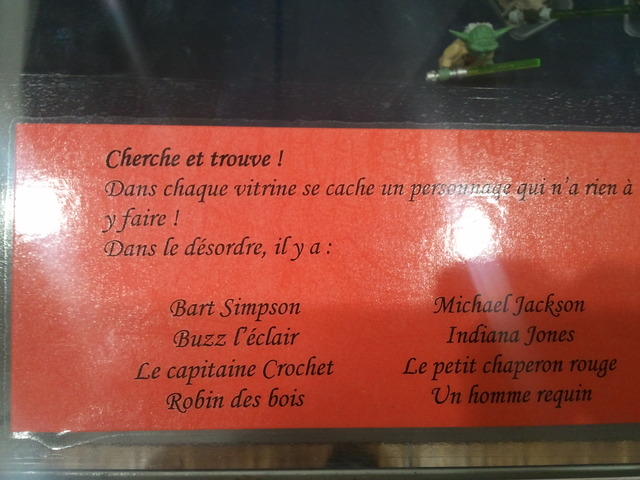 Cherche et trouve !
Dans chaque vitrine se cache un personnage qui n'a rien à
y faire !
Dans le désordre, il y a :
Bart Simpson
Buzz l'éclair
Le capitaine Crochet
Robin des bois
Michael Jackson
Indiana Jones
Le petit chaperon rouge
Un homme requin